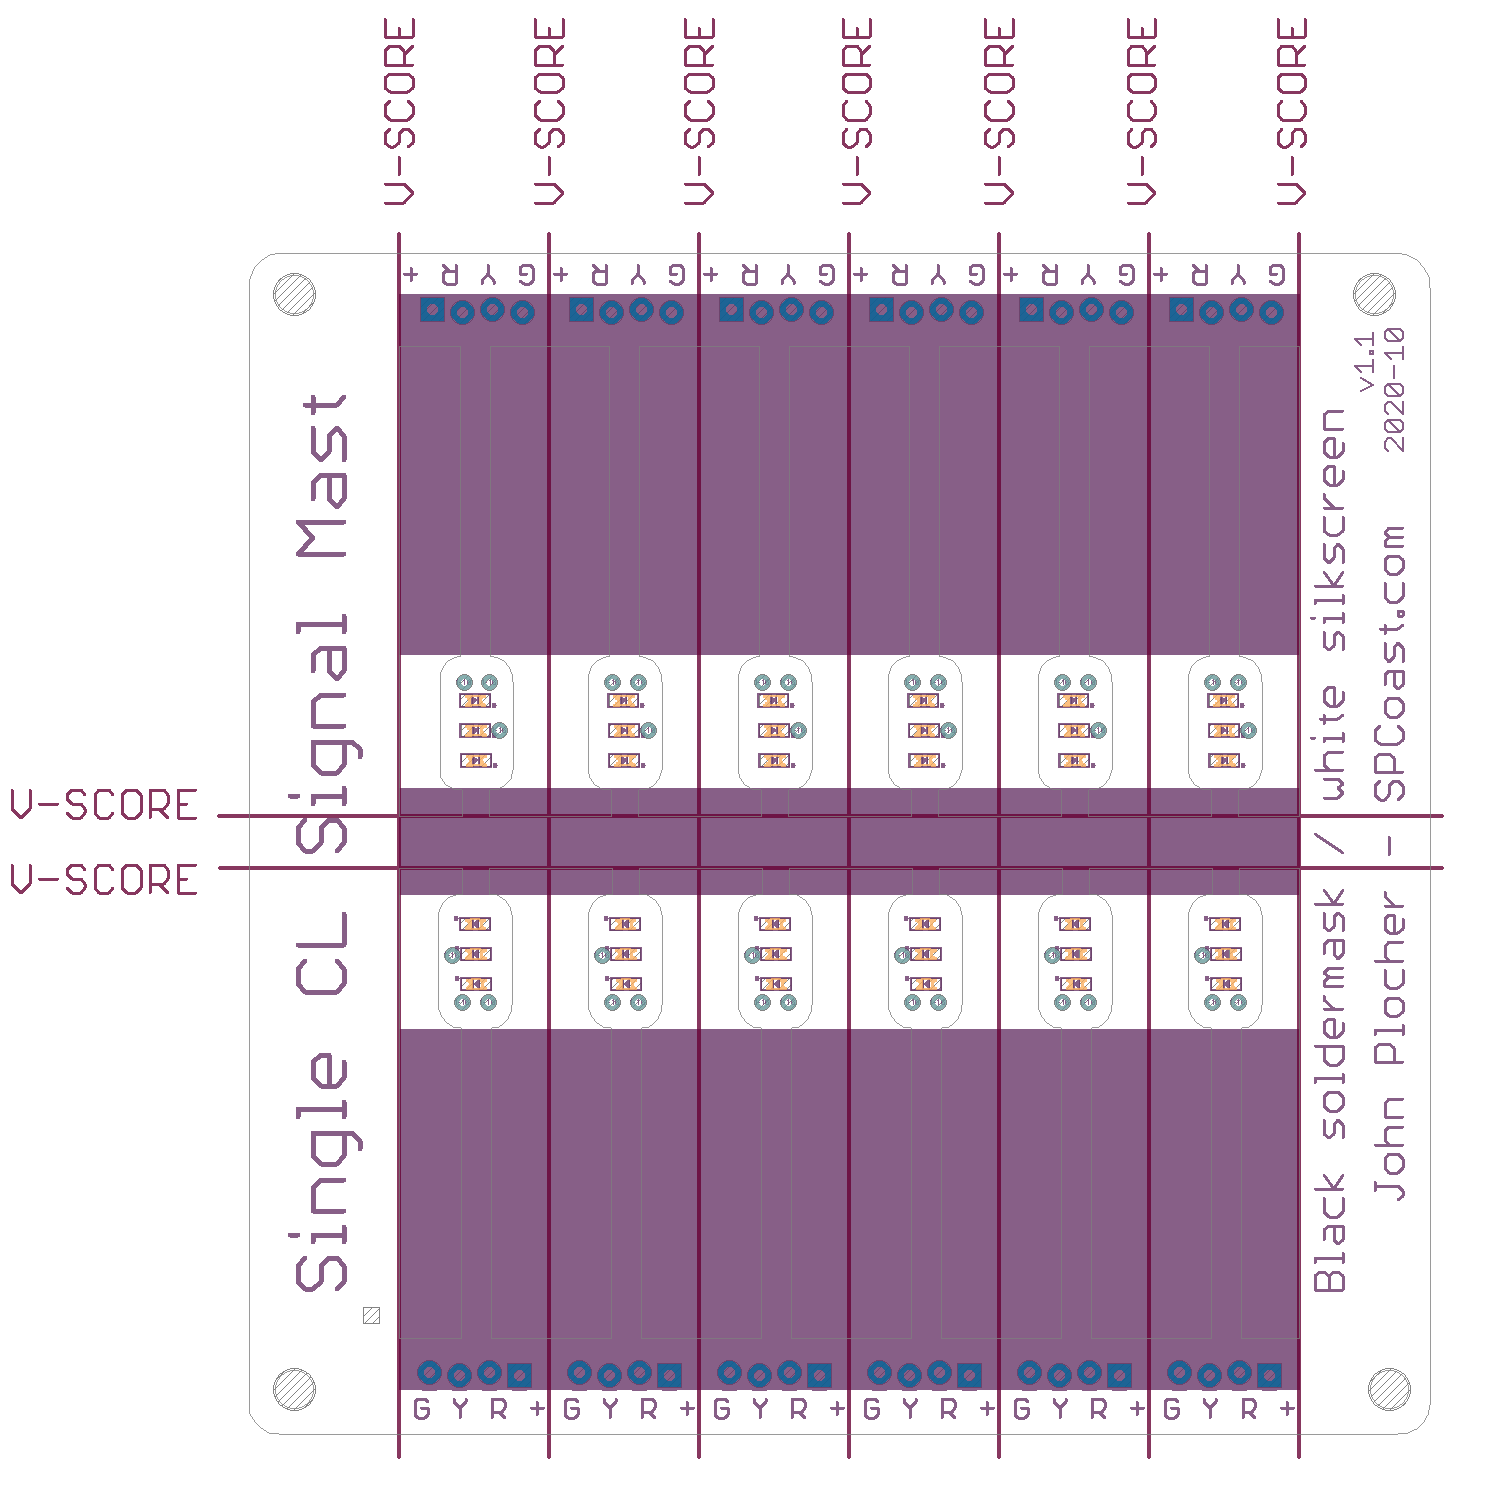 V-SCORE
V-SCORE
V-SCORE
V-SCORE
V-SCORE
V-SCORE
V-SCORE
+ R Y G + R Y G + R Y G + R Y G + R Y G + R Y G
V-SCORE
V-SCORE
Single CL Signal Mast
Black soldermask / white silkscreen
John Plocher - SPCoast.com
v1.1
2020-10
G Y R + G Y R + G Y R + G Y R + G Y R + G Y R +